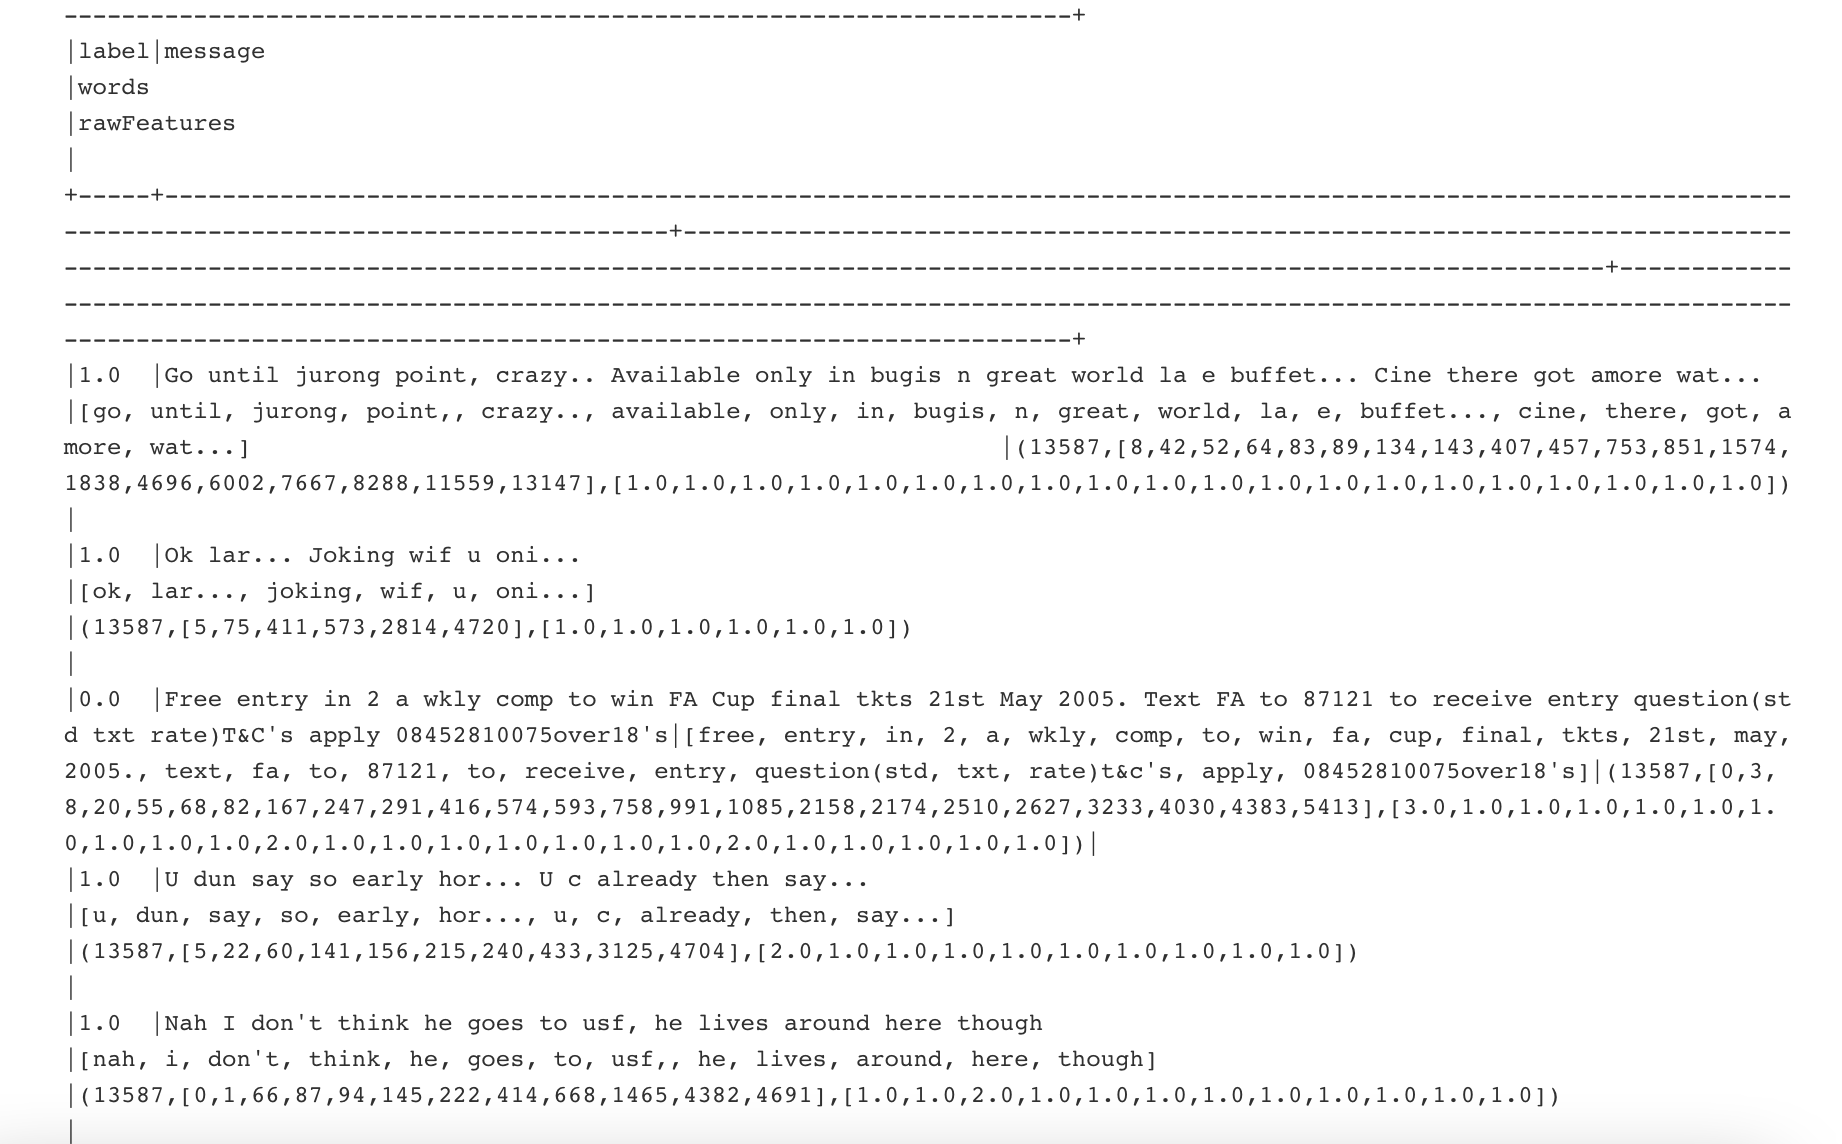 ----------------------------------------------------------------------+
|label|message
|words
|rawFeatures
|
+-----+-----------------------------------------------------------------------------------------------------------------
------------------------------------------+-----------------------------------------------------------------------------
-----------------------------------------------------------------------------------------------------------+------------
------------------------------------------------------------------------------------------------------------------------
----------------------------------------------------------------------+
|1.0  |Go until jurong point, crazy.. Available only in bugis n great world la e buffet... Cine there got amore wat...
|[go, until, jurong, point,, crazy.., available, only, in, bugis, n, great, world, la, e, buffet..., cine, there, got, a
more, wat...]                                                     |(13587,[8,42,52,64,83,89,134,143,407,457,753,851,1574,
1838,4696,6002,7667,8288,11559,13147],[1.0,1.0,1.0,1.0,1.0,1.0,1.0,1.0,1.0,1.0,1.0,1.0,1.0,1.0,1.0,1.0,1.0,1.0,1.0,1.0])
|
|1.0  |Ok lar... Joking wif u oni...
|[ok, lar..., joking, wif, u, oni...]
|(13587,[5,75,411,573,2814,4720],[1.0,1.0,1.0,1.0,1.0,1.0])
|
|0.0  |Free entry in 2 a wkly comp to win FA Cup final tkts 21st May 2005. Text FA to 87121 to receive entry question(st
d txt rate)T&C's apply 08452810075over18's|[free, entry, in, 2, a, wkly, comp, to, win, fa, cup, final, tkts, 21st, may,
2005., text, fa, to, 87121, to, receive, entry, question(std, txt, rate)t&c's, apply, 08452810075over18's]|(13587,[0,3,
8,20,55,68,82,167,247,291,416,574,593,758,991,1085,2158,2174,2510,2627,3233,4030,4383,5413],[3.0,1.0,1.0,1.0,1.0,1.0,1.
0,1.0,1.0,1.0,2.0,1.0,1.0,1.0,1.0,1.0,1.0,1.0,2.0,1.0,1.0,1.0,1.0,1.0])|
|1.0  |U dun say so early hor... U c already then say...
|[u, dun, say, so, early, hor..., u, c, already, then, say...]
|(13587,[5,22,60,141,156,215,240,433,3125,4704],[2.0,1.0,1.0,1.0,1.0,1.0,1.0,1.0,1.0,1.0])
|
|1.0  |Nah I don't think he goes to usf, he lives around here though
|[nah, i, don't, think, he, goes, to, usf,, he, lives, around, here, though]
|(13587,[0,1,66,87,94,145,222,414,668,1465,4382,4691],[1.0,1.0,2.0,1.0,1.0,1.0,1.0,1.0,1.0,1.0,1.0,1.0])
|